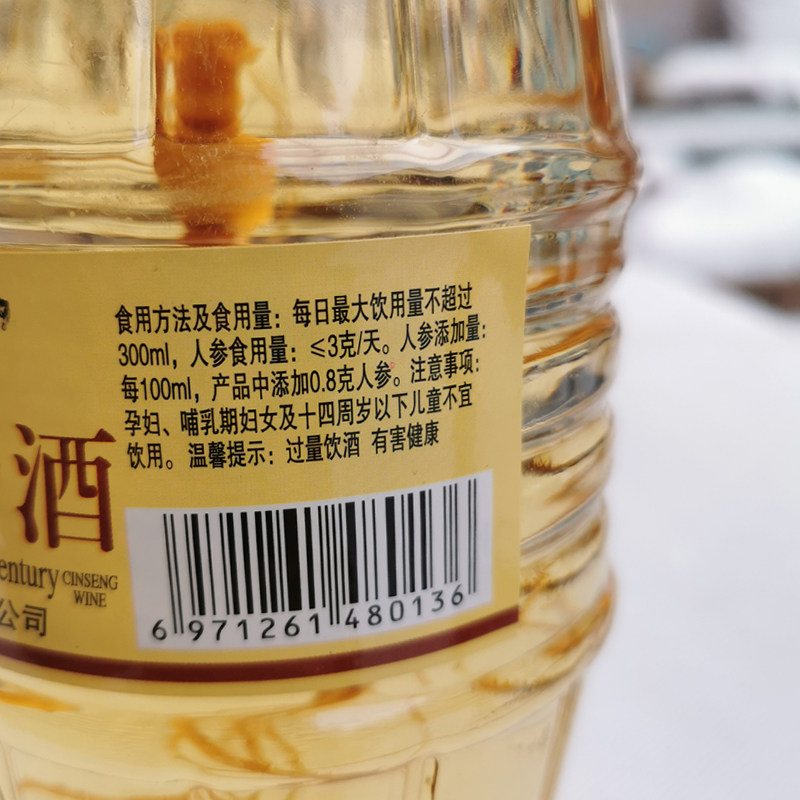 食用方法及食用量：每日最大饮用量不超过
300ml，人参食用量：≤3克/天。人参添加量：
每100ml，产品中添加0.8克人参。注意事项：
孕妇、哺乳期妇女及十四周岁以下儿童不宜
饮用。 温馨提示：过量饮酒 有害健康
酒
entury CINSENG
WINE
公司
6 971261 480136